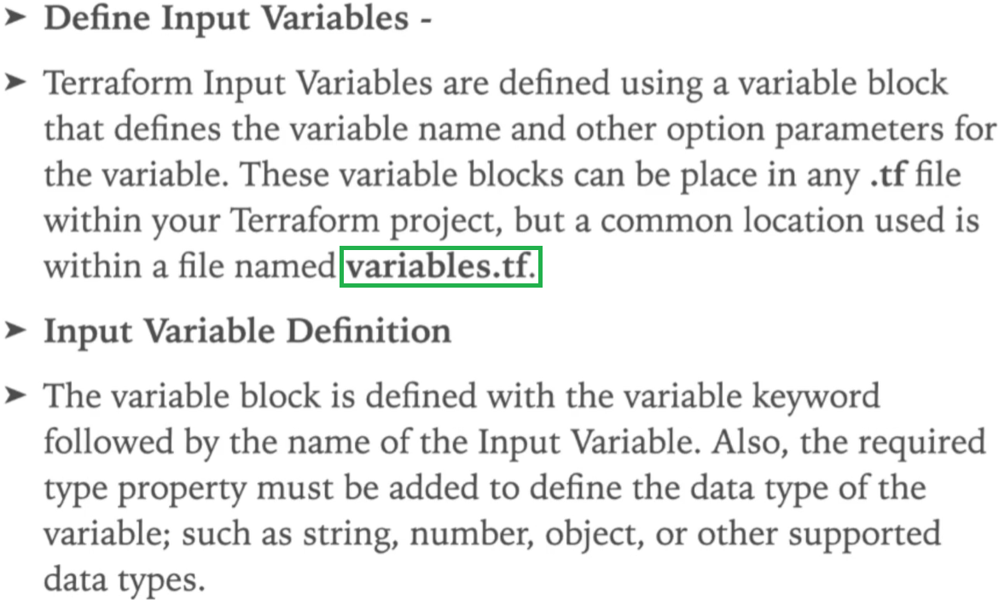 ➤ Define Input Variables -
➤ Terraform Input Variables are defined using a variable block
that defines the variable name and other option parameters for
the variable. These variable blocks can be place in any .tf file
within your Terraform project, but a common location used is
within a file named variables.tf.
➤ Input Variable Definition
➤ The variable block is defined with the variable keyword
followed by the name of the Input Variable. Also, the required
type property must be added to define the data type of the
variable; such as string, number, object, or other supported
data types.